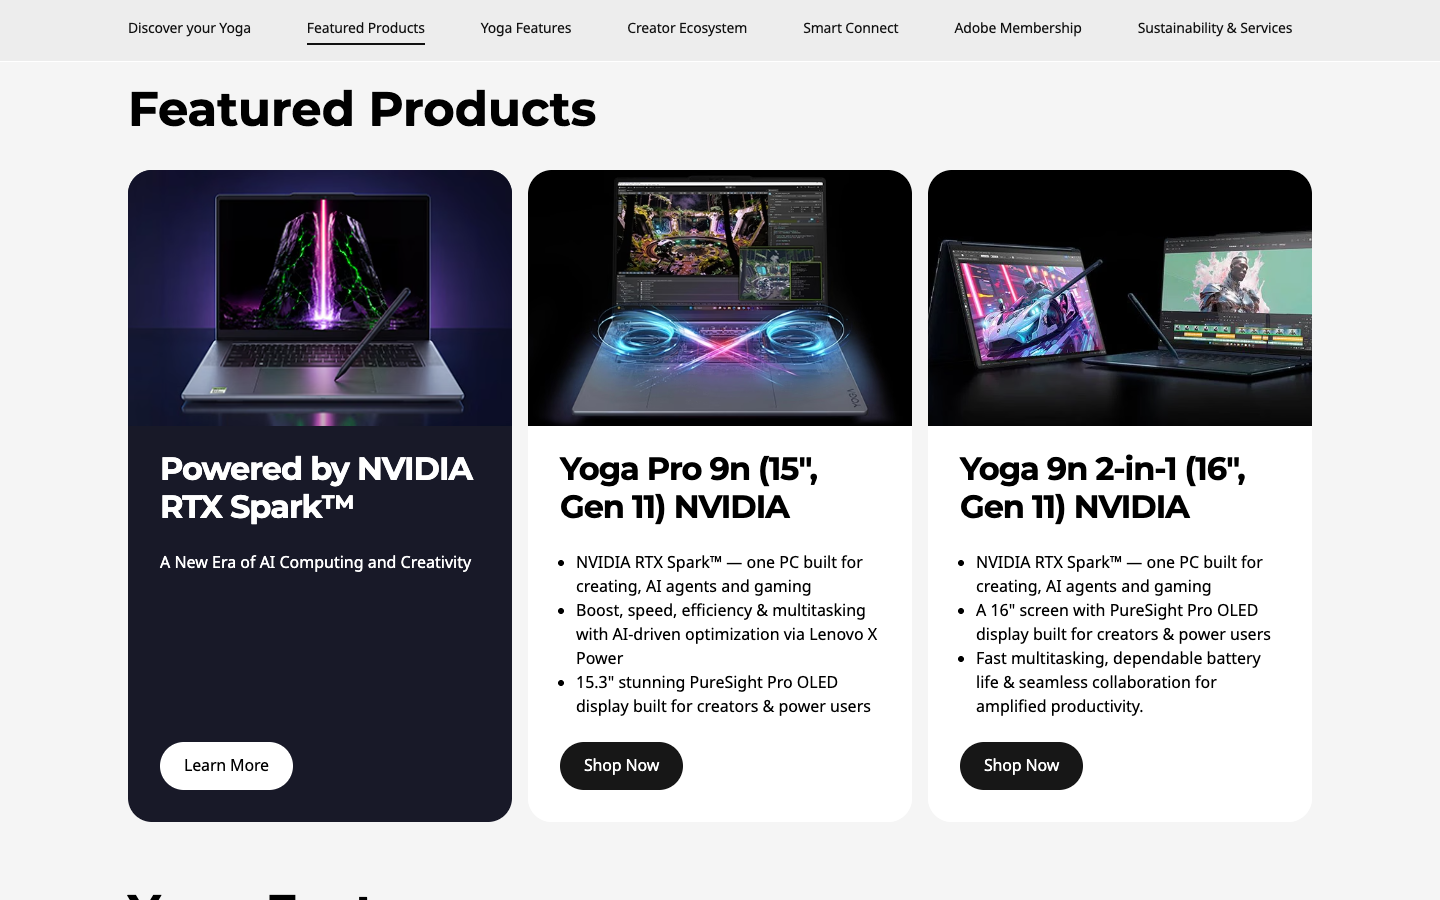 Discover your Yoga
Featured Products
Yoga Features
Creator Ecosystem
Smart Connect
Adobe Membership
Sustainability & Services
Featured Products
Powered by NVIDIA
RTX Spark™
A New Era of AI Computing and Creativity
Learn More
YOGA
Yoga Pro 9n (15",
Gen 11) NVIDIA
• NVIDIA RTX Spark™ — one PC built for
creating, AI agents and gaming
• Boost, speed, efficiency & multitasking
with AI-driven optimization via Lenovo X
Power
• 15.3" stunning PureSight Pro OLED
display built for creators & power users
Shop Now
Yoga 9n 2-in-1 (16",
Gen 11) NVIDIA
• NVIDIA RTX Spark™ — one PC built for
creating, AI agents and gaming
• A 16" screen with PureSight Pro OLED
display built for creators & power users
• Fast multitasking, dependable battery
life & seamless collaboration for
amplified productivity.
Shop Now